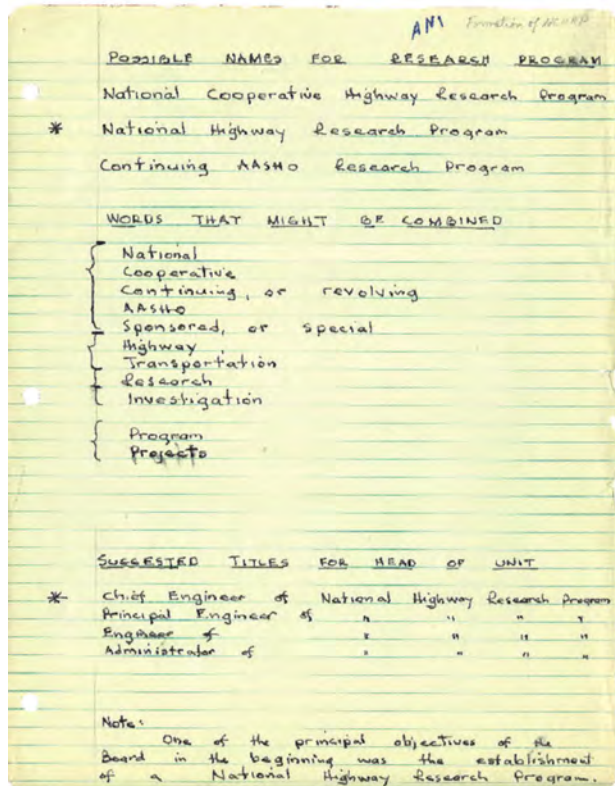 ANI Formation of NCHRP
POSSIBLE NAMES FOR RESEARCH PROGRAM
National Cooperative Highway Research Program
* National Highway Research Program
Continuing AASHO Research Program
WORDS THAT MIGHT BE COMBINED
National
Cooperative
Continuing, or revolving
AASHO
Sponsored, or special
Highway
Transportation
Research
Investigation
Program
Projects
SUGGESTED TITLES FOR HEAD OF UNIT
* Chief Engineer of National Highway Research Program
Principal Engineer of " " " "
Engineer of " " " "
Administrator of " " " "
Note:
One of the principal objectives of the
Board in the beginning was the establishment
of a National Highway Research Program.